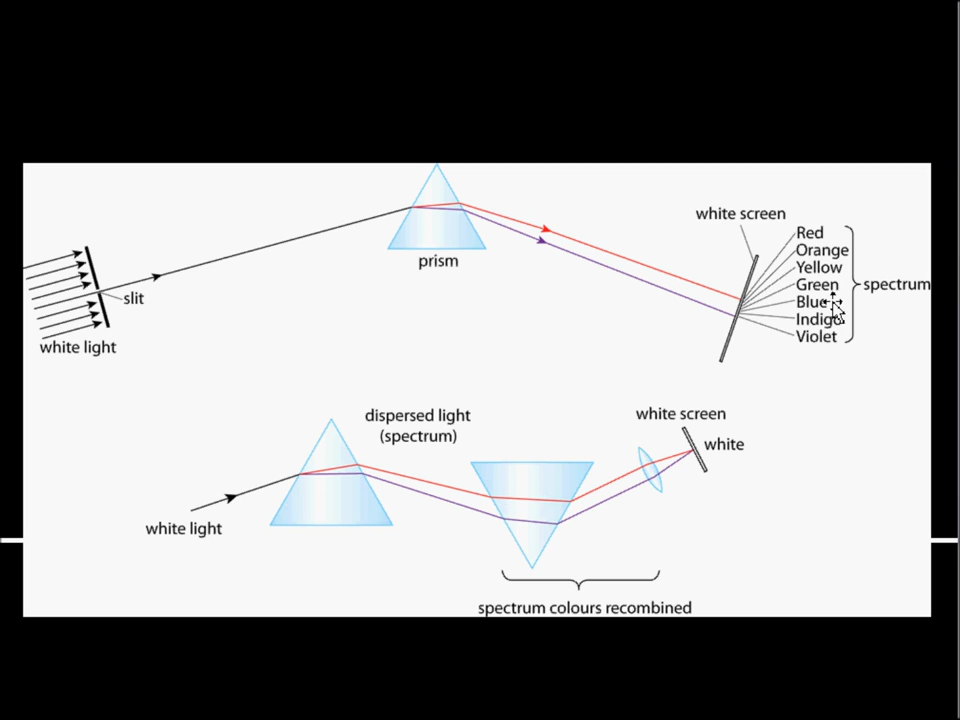 white screen
Red
Orange
Yellow
Green
Blue
Indigo
Violet
spectrum
prism
slit
white light
dispersed light
(spectrum)
white screen
white
white light
spectrum colours recombined